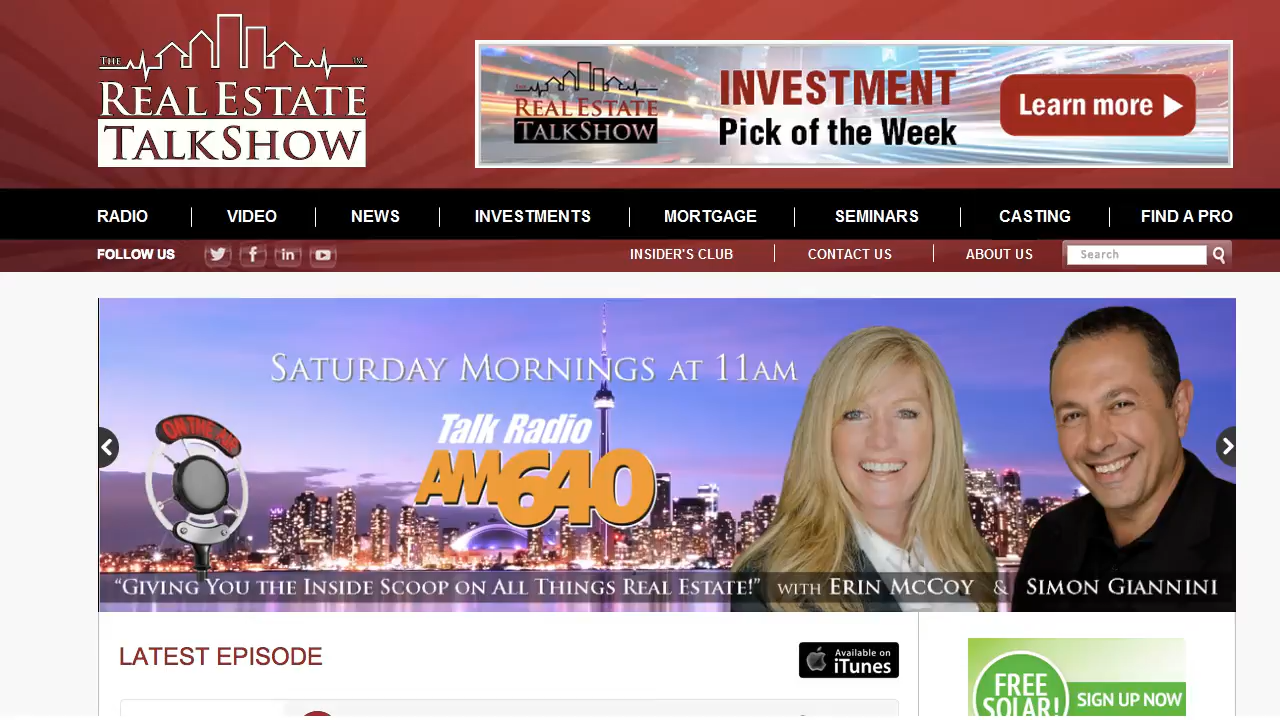 THE
REAL ESTATE
TALKSHOW
TM
THE
REAL ESTATE
TALKSHOW
INVESTMENT
Pick of the Week
Learn more
RADIO
VIDEO
NEWS
INVESTMENTS
MORTGAGE
SEMINARS
CASTING
FIND A PRO
FOLLOW US
INSIDER'S CLUB
CONTACT US
ABOUT US
Search
SATURDAY MORNINGS AT 11AM
ON THE AIR
Talk Radio
AM640
“GIVING YOU THE INSIDE SCOOP ON ALL THINGS REAL ESTATE!” WITH ERIN MCCOY & SIMON GIANNINI
LATEST EPISODE
Available on
iTunes
FREE
SOLAR!
SIGN UP NOW